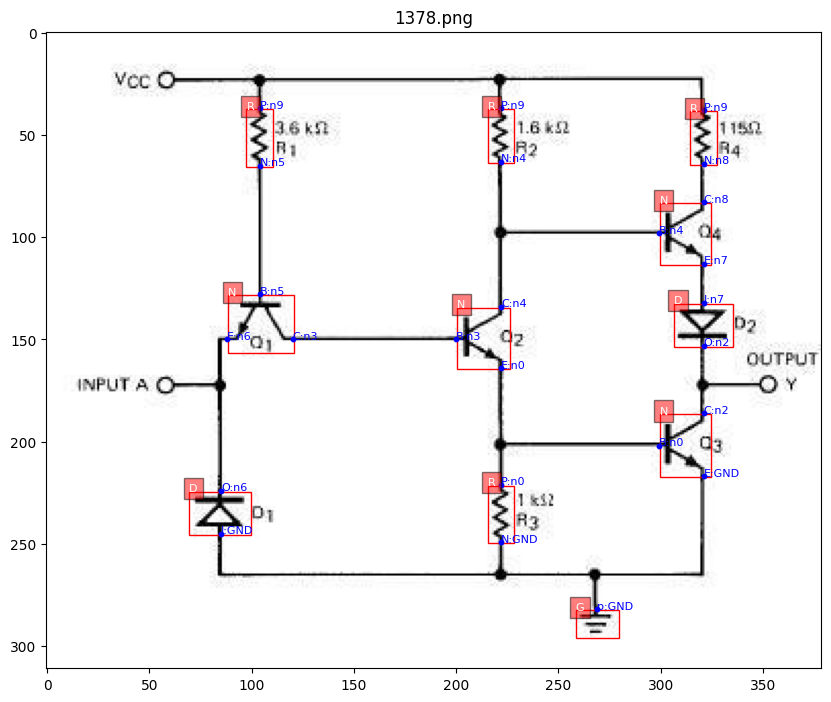 1378.png
0
50
100
150
200
250
300
0 50 100 150 200 250 300 350
VCC
R P:n9
3.6 kΩ
R1
N:n5
R P:n9
1.6 kΩ
R2
N:n4
R P:n9
115Ω
R4
N:n8
N C:n8
B:n4 Q4
E:n7
N B:n5
E:n6 C:n3
Q1
N C:n4
B:n3 Q2
E:n0
D I:n7
D2
O:n2
OUTPUT
Y
INPUT A
N C:n2
B:n0 Q3
E:GND
D O:n6
D1
I:GND
R P:n0
1 kΩ
R3
N:GND
G p:GND